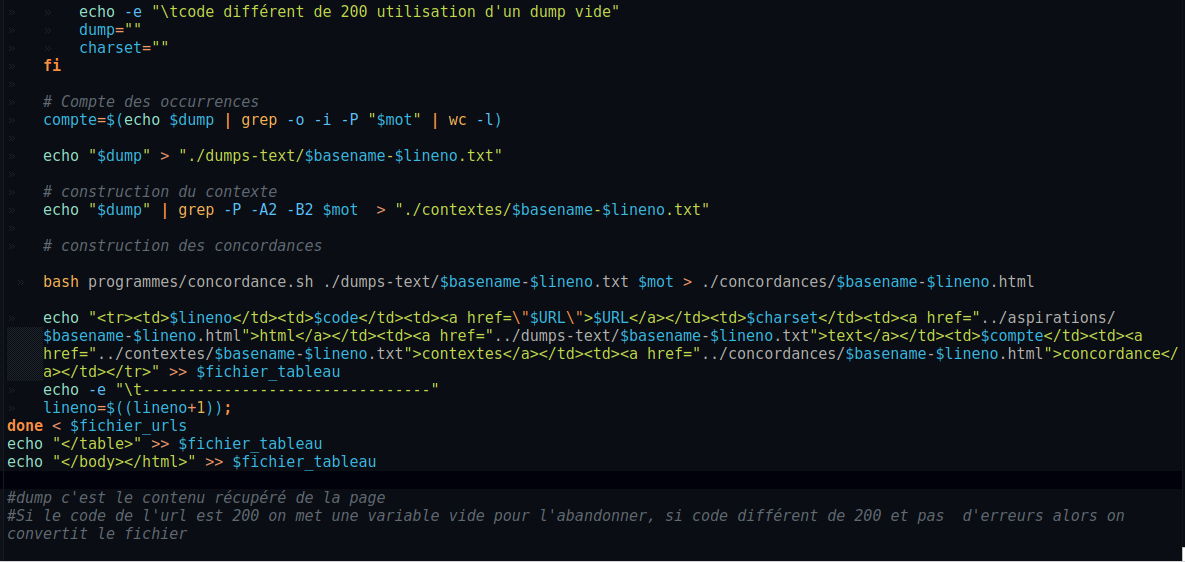 echo -e "\tcode différent de 200 utilisation d'un dump vide"
dump=""
charset=""
fi
# Compte des occurrences
compte=$(echo $dump | grep -o -i -P "$mot" | wc -l)
echo "$dump" > "./dumps-text/$basename-$lineno.txt"
# construction du contexte
echo "$dump" | grep -P -A2 -B2 $mot  > "./contextes/$basename-$lineno.txt"
# construction des concordances
bash programmes/concordance.sh ./dumps-text/$basename-$lineno.txt $mot > ./concordances/$basename-$lineno.html
echo "<tr><td>$lineno</td><td>$code</td><td><a href=\"$URL\">$URL</a></td><td>$charset</td><td><a href="../aspirations/
$basename-$lineno.html">html</a></td><td><a href="../dumps-text/$basename-$lineno.txt">text</a></td><td>$compte</td><td><a
href="../contextes/$basename-$lineno.txt">contextes</a></td><td><a href="../concordances/$basename-$lineno.html">concordance</
a></td></tr>" >> $fichier_tableau
echo -e "\t--------------------------------"
lineno=$((lineno+1));
done < $fichier_urls
echo "</table>" >> $fichier_tableau
echo "</body></html>" >> $fichier_tableau
#dump c'est le contenu récupéré de la page
#Si le code de l'url est 200 on met une variable vide pour l'abandonner, si code différent de 200 et pas  d'erreurs alors on
convertit le fichier